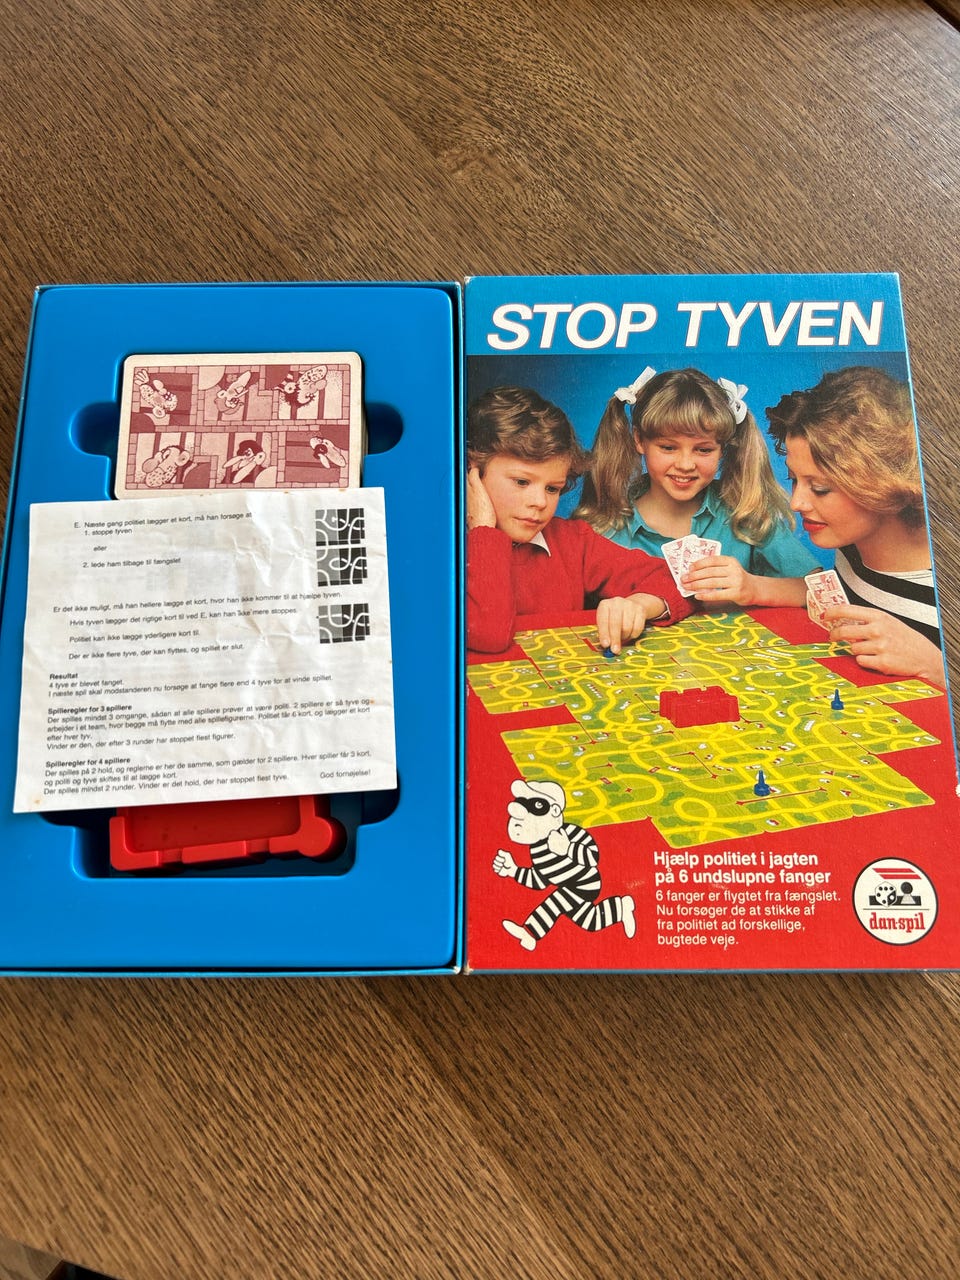 E. Næste gang politiet lægger et kort, må han forsøge at
1. stoppe tyven
eller
2. lede ham tilbage til fængslet
Er det ikke muligt, må han hellere lægge et kort, hvor han ikke kommer til at hjælpe tyven.
Hvis tyven lægger det rigtige kort til ved E, kan han ikke mere stoppes.
Politiet kan ikke lægge yderligere kort til.
Der er ikke flere tyve, der kan flyttes, og spillet er slut.
Resultat
4 tyve er blevet fanget.
I næste spil skal modstanderen nu forsøge at fange flere end 4 tyve for at vinde spillet.
Spilleregler for 3 spillere
Der spilles mindst 3 omgange, såden at alle spillere prøver at være politi. 2 spillere er så tyve og
arbejder i et team, hvor begge må flytte med alle spillefigurerne. Politiet får 6 kort, og lægger et kort
efter hver tyv.
Vinder er den, der efter 3 runder har stoppet flest figurer.
Spilleregler for 4 spillere
Der spilles på 2 hold, og reglerne er her de samme, som gælder for 2 spillere. Hver spiller får 3 kort,
og politi og tyve skiftes til at lægge kort.
Der spilles mindst 2 runder. Vinder er det hold, der har stoppet flest tyve. God fornøjelse!
STOP TYVEN
Hjælp politiet i jagten
på 6 undslupne fanger
6 fanger er flygtet fra fængslet.
Nu forsøger de at stikke af
fra politiet ad forskellige,
bugtede veje.
dan-spil